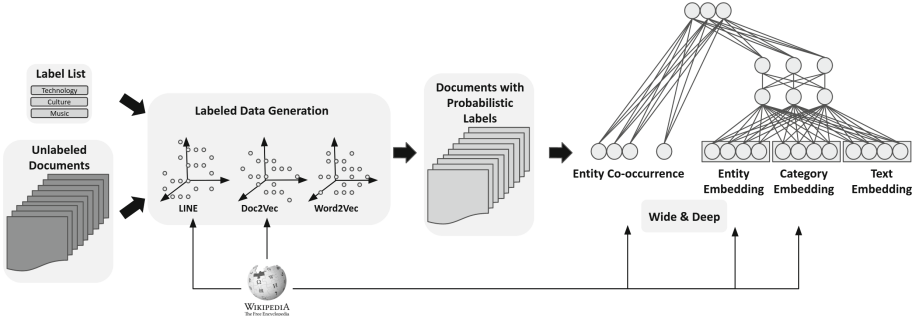 Label List
Technology
Culture
Music
Unlabeled
Documents
Labeled Data Generation
LINE
Doc2Vec
Word2Vec
WIKIPEDIA
The Free Encyclopedia
Documents with
Probabilistic
Labels
Entity Co-occurrence
Entity
Embedding
Category
Embedding
Text
Embedding
Wide & Deep